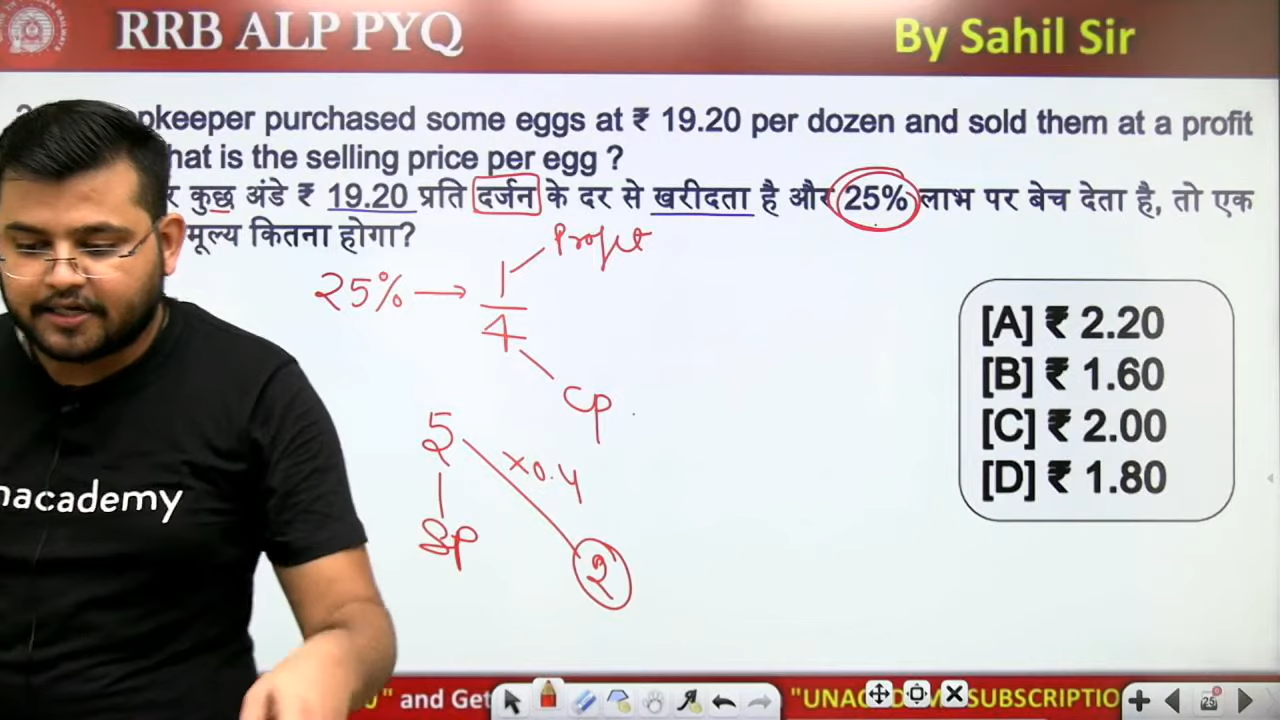 RRB ALP PYQ
By Sahil Sir
opkeeper purchased some eggs at ₹ 19.20 per dozen and sold them at a profit
hat is the selling price per egg ?
र कुछ अंडे ₹ 19.20 प्रति दर्जन के दर से खरीदता है और 25% लाभ पर बेच देता है, तो एक
मूल्य कितना होगा?
25% → 1/4
Profit
CP
5
×0.4
SP
2
[A] ₹ 2.20
[B] ₹ 1.60
[C] ₹ 2.00
[D] ₹ 1.80
nacademy
0" and Get
"UNAC
SUBSCRIPTIO
25